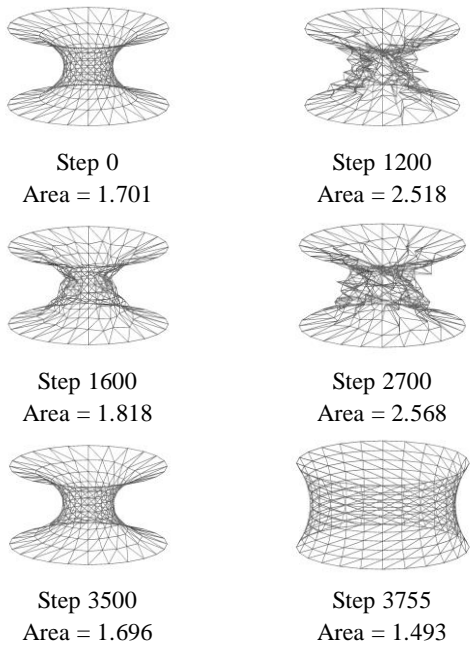 Step 0
Area = 1.701
Step 1200
Area = 2.518
Step 1600
Area = 1.818
Step 2700
Area = 2.568
Step 3500
Area = 1.696
Step 3755
Area = 1.493